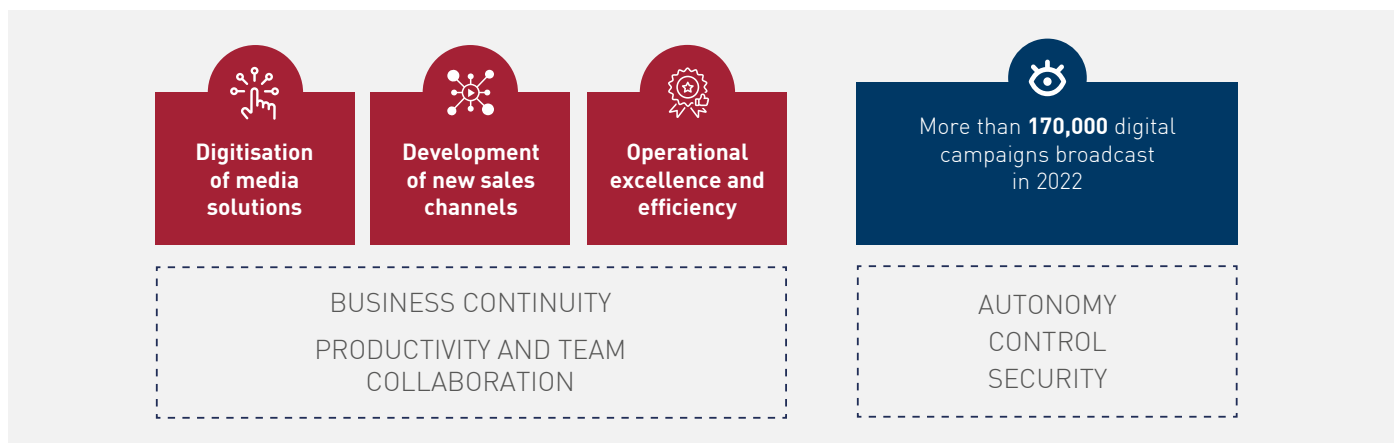 Digitisation
of media
solutions
Development
of new sales
channels
Operational
excellence and
efficiency
More than 170,000 digital
campaigns broadcast
in 2022
BUSINESS CONTINUITY
PRODUCTIVITY AND TEAM
COLLABORATION
AUTONOMY
CONTROL
SECURITY